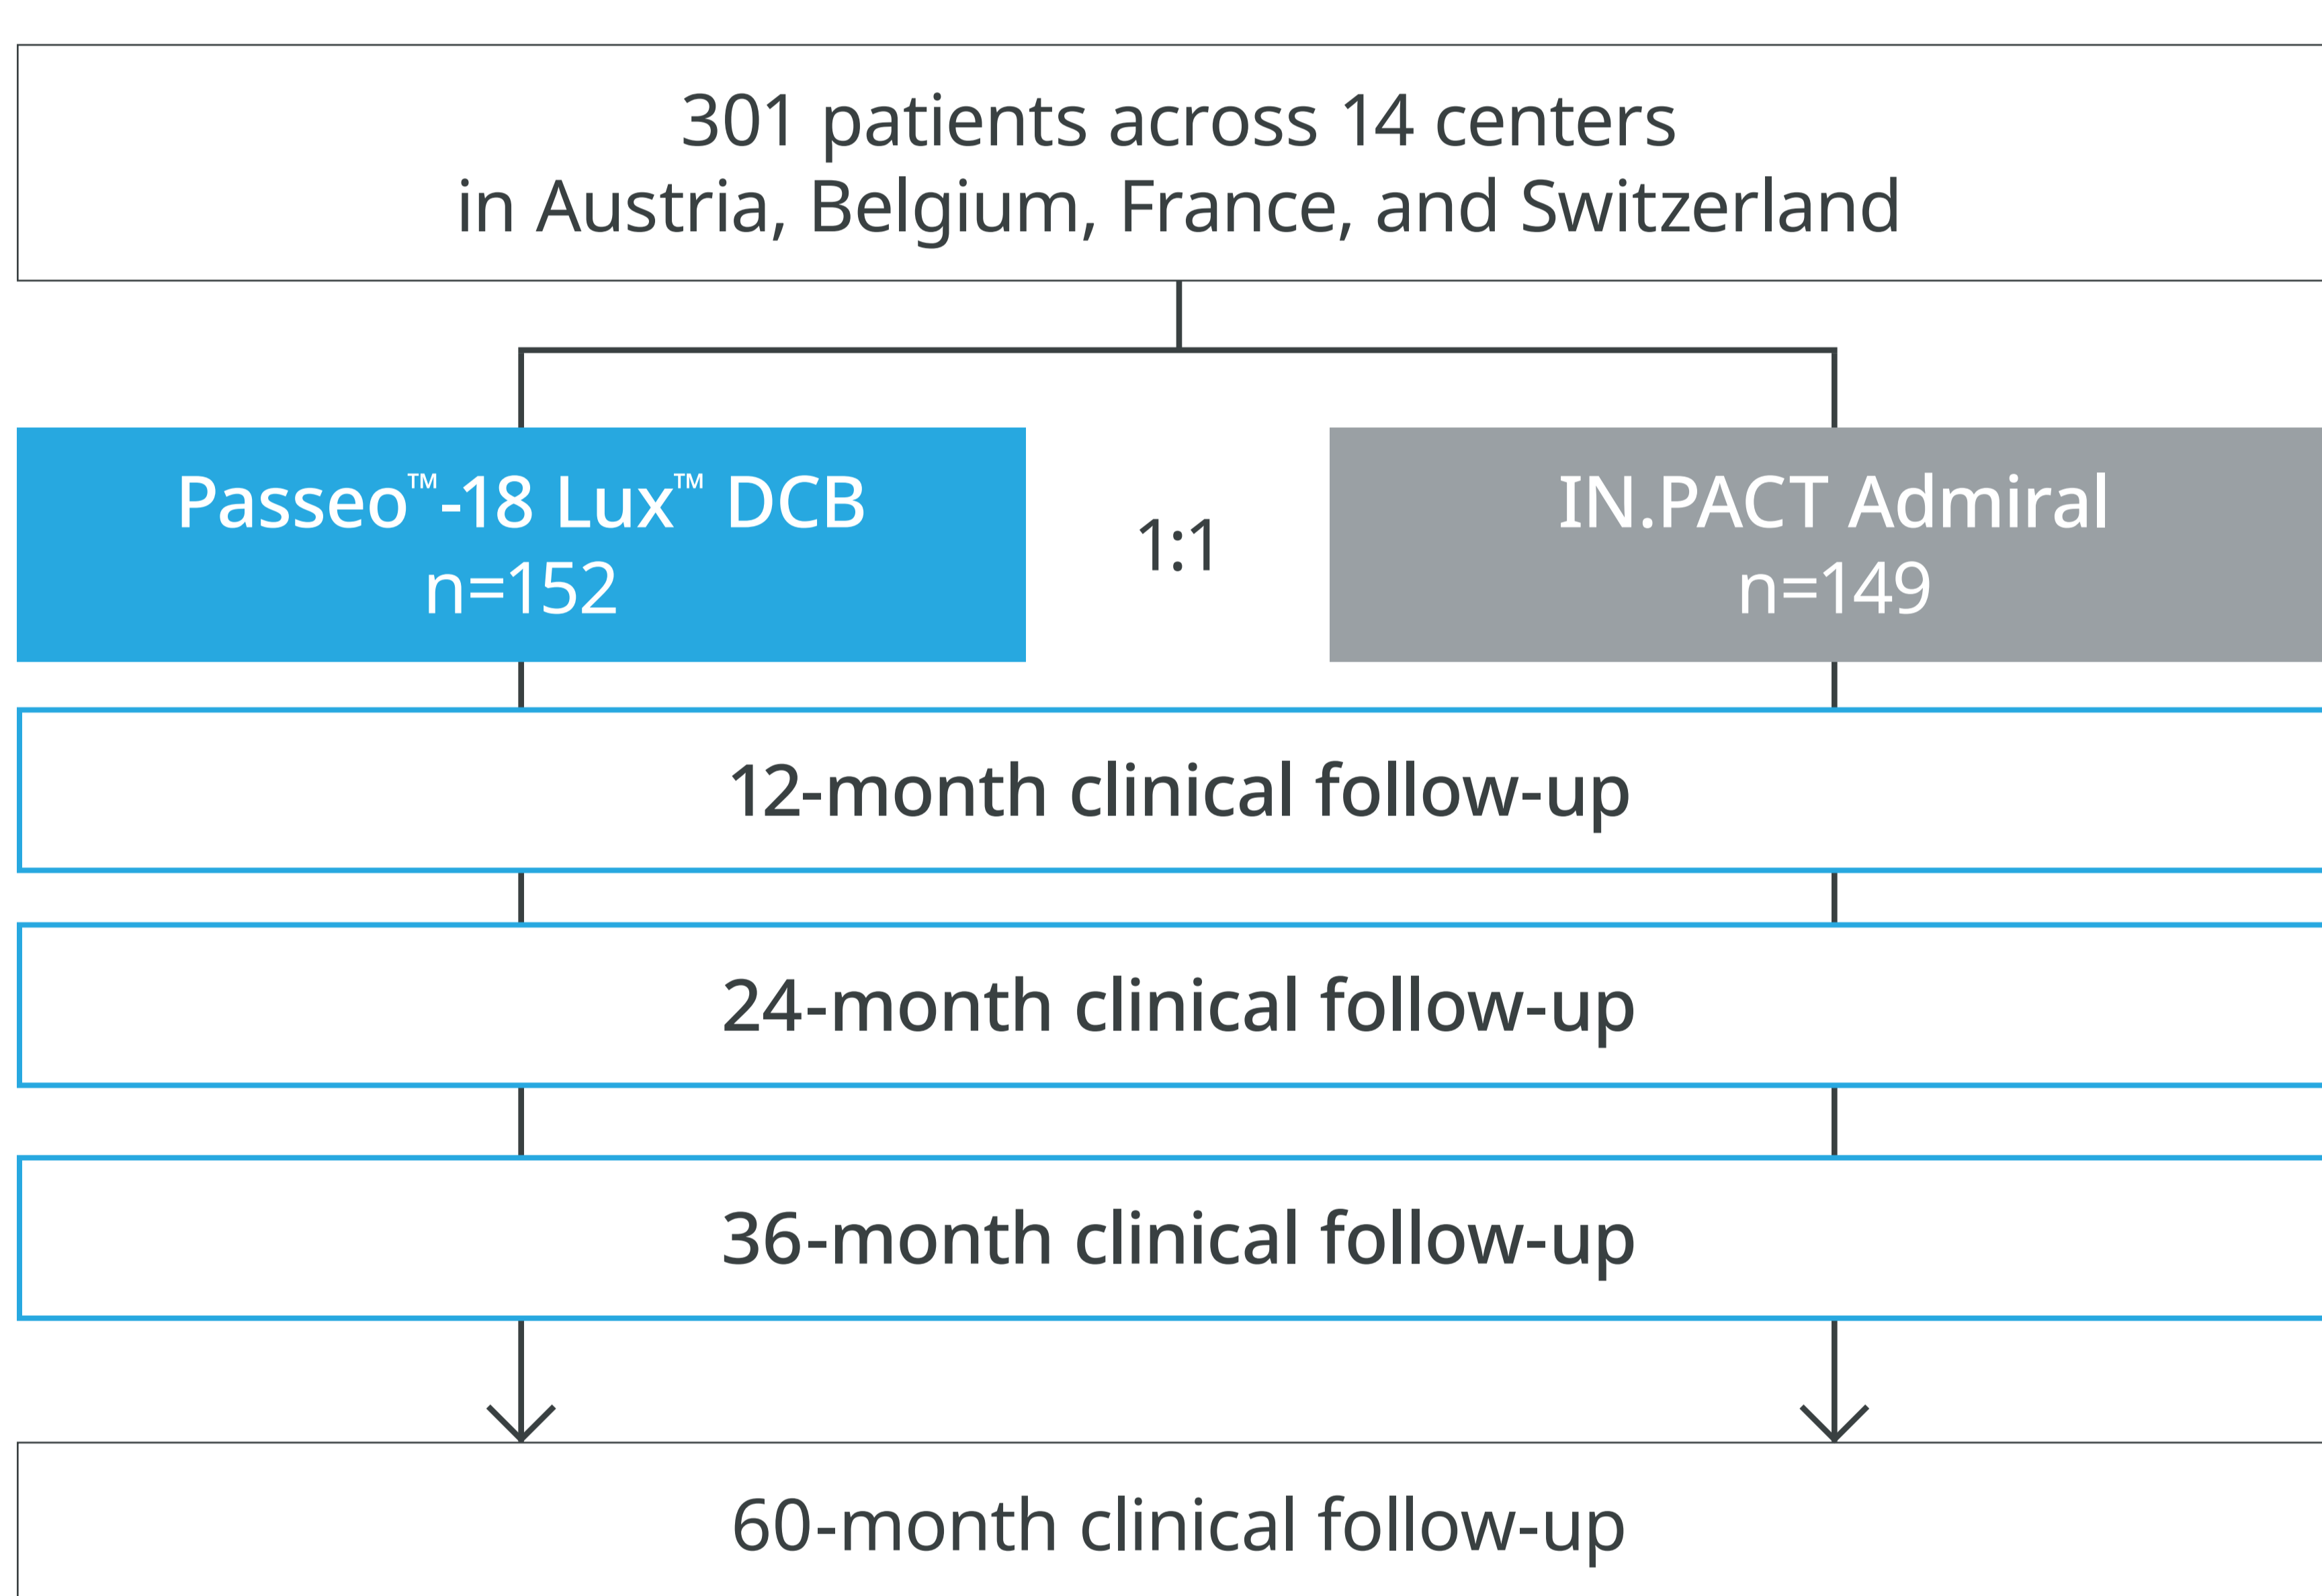 301 patients across 14 centers
in Austria, Belgium, France, and Switzerland
Passeo™-18 Lux™ DCB
n=152
1:1
IN.PACT Admiral
n=149
12-month clinical follow-up
24-month clinical follow-up
36-month clinical follow-up
60-month clinical follow-up